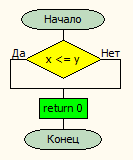 Начало
Да
Нет
x <= y
return 0
Конец